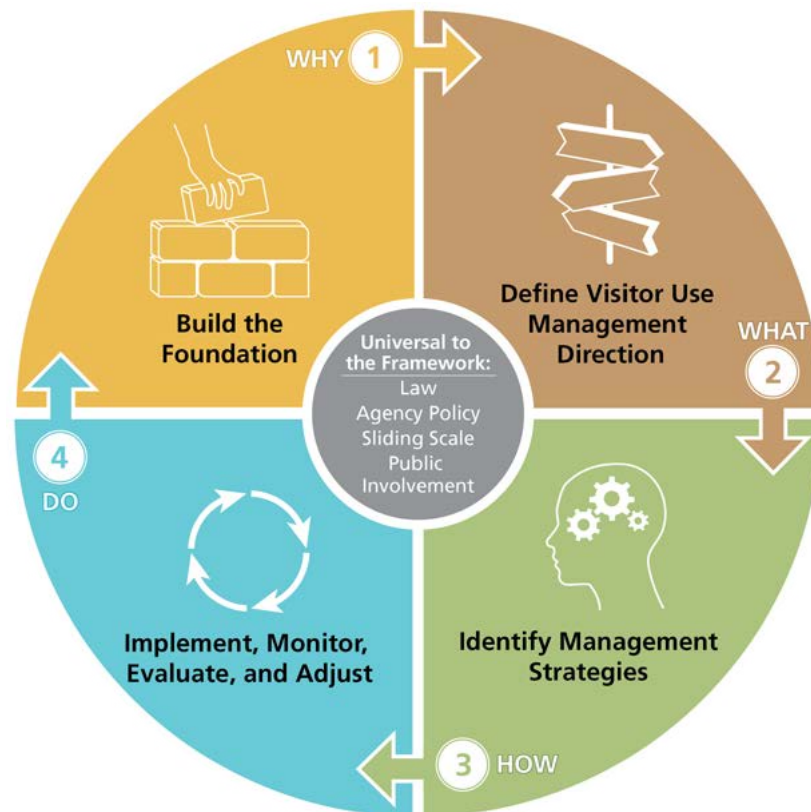 WHY 1
Build the
Foundation
Define Visitor Use
Management
Direction
WHAT
2
Universal to
the Framework:
Law
Agency Policy
Sliding Scale
Public
Involvement
Identify Management
Strategies
3 HOW
4
DO
Implement, Monitor,
Evaluate, and Adjust